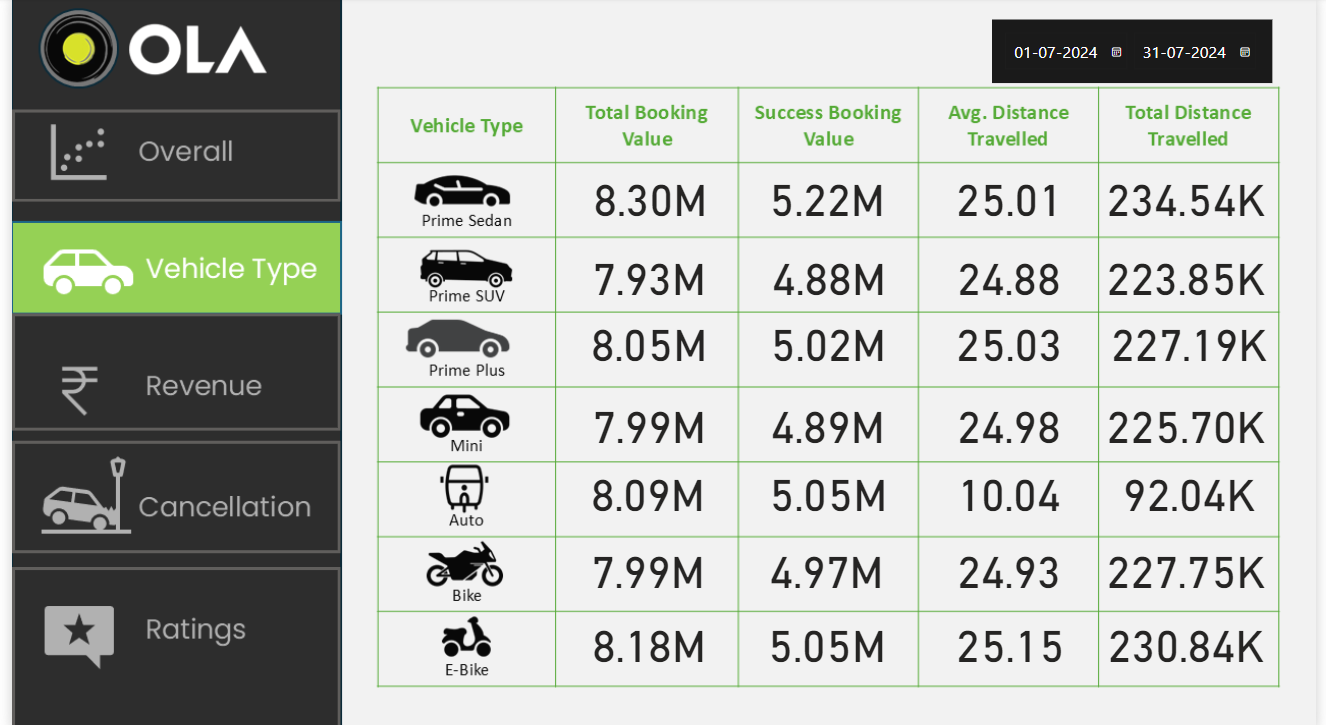 OLA
Overall
Vehicle Type
₹ Revenue
Cancellation
Ratings
01-07-2024 31-07-2024
Vehicle Type
Total Booking
Value
Success Booking
Value
Avg. Distance
Travelled
Total Distance
Travelled
Prime Sedan 8.30M 5.22M 25.01 234.54K
Prime SUV 7.93M 4.88M 24.88 223.85K
Prime Plus 8.05M 5.02M 25.03 227.19K
Mini 7.99M 4.89M 24.98 225.70K
Auto 8.09M 5.05M 10.04 92.04K
Bike 7.99M 4.97M 24.93 227.75K
E-Bike 8.18M 5.05M 25.15 230.84K